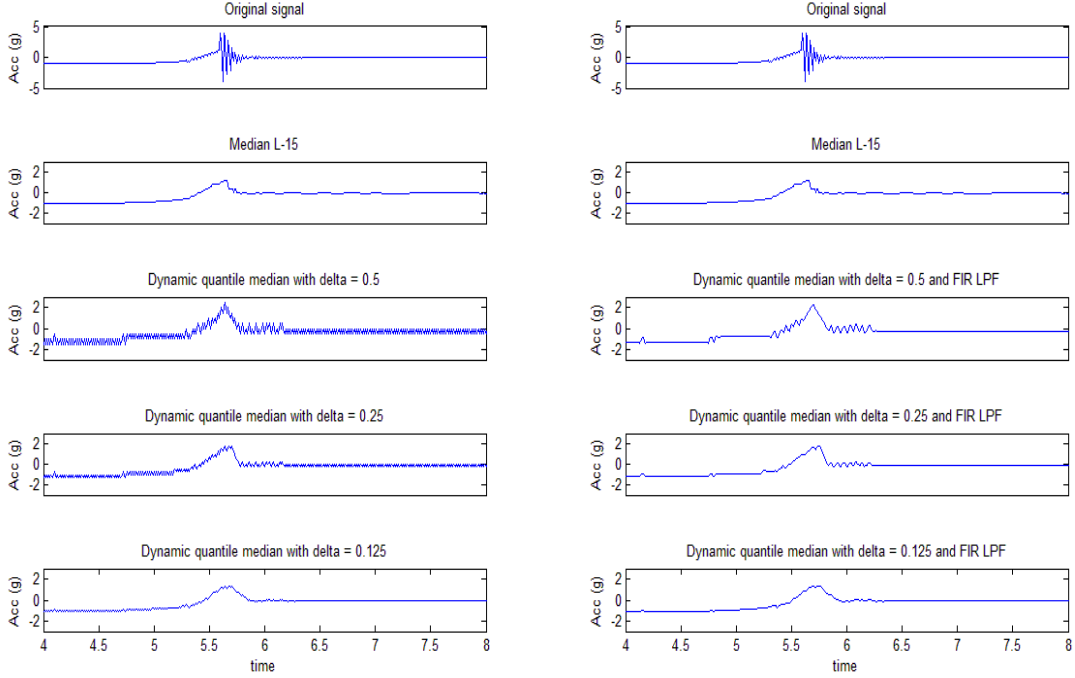 Original signal
Acc (g)
5
0
-5
Median L-15
Acc (g)
2
0
-2
Dynamic quantile median with delta = 0.5
Acc (g)
2
0
-2
Dynamic quantile median with delta = 0.25
Acc (g)
2
0
-2
Dynamic quantile median with delta = 0.125
Acc (g)
2
0
-2
4 4.5 5 5.5 6 6.5 7 7.5 8
time
Original signal
Acc (g)
5
0
-5
Median L-15
Acc (g)
2
0
-2
Dynamic quantile median with delta = 0.5 and FIR LPF
Acc (g)
2
0
-2
Dynamic quantile median with delta = 0.25 and FIR LPF
Acc (g)
2
0
-2
Dynamic quantile median with delta = 0.125 and FIR LPF
Acc (g)
2
0
-2
4 4.5 5 5.5 6 6.5 7 7.5 8
time